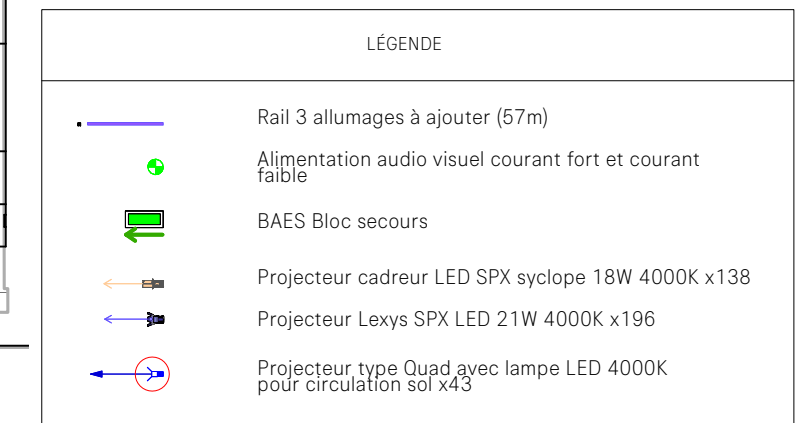 LÉGENDE
Rail 3 allumages à ajouter (57m)
Alimentation audio visuel courant fort et courant
faible
BAES Bloc secours
Projecteur cadreur LED SPX syclope 18W 4000K x138
Projecteur Lexys SPX LED 21W 4000K x196
Projecteur type Quad avec lampe LED 4000K
pour circulation sol x43